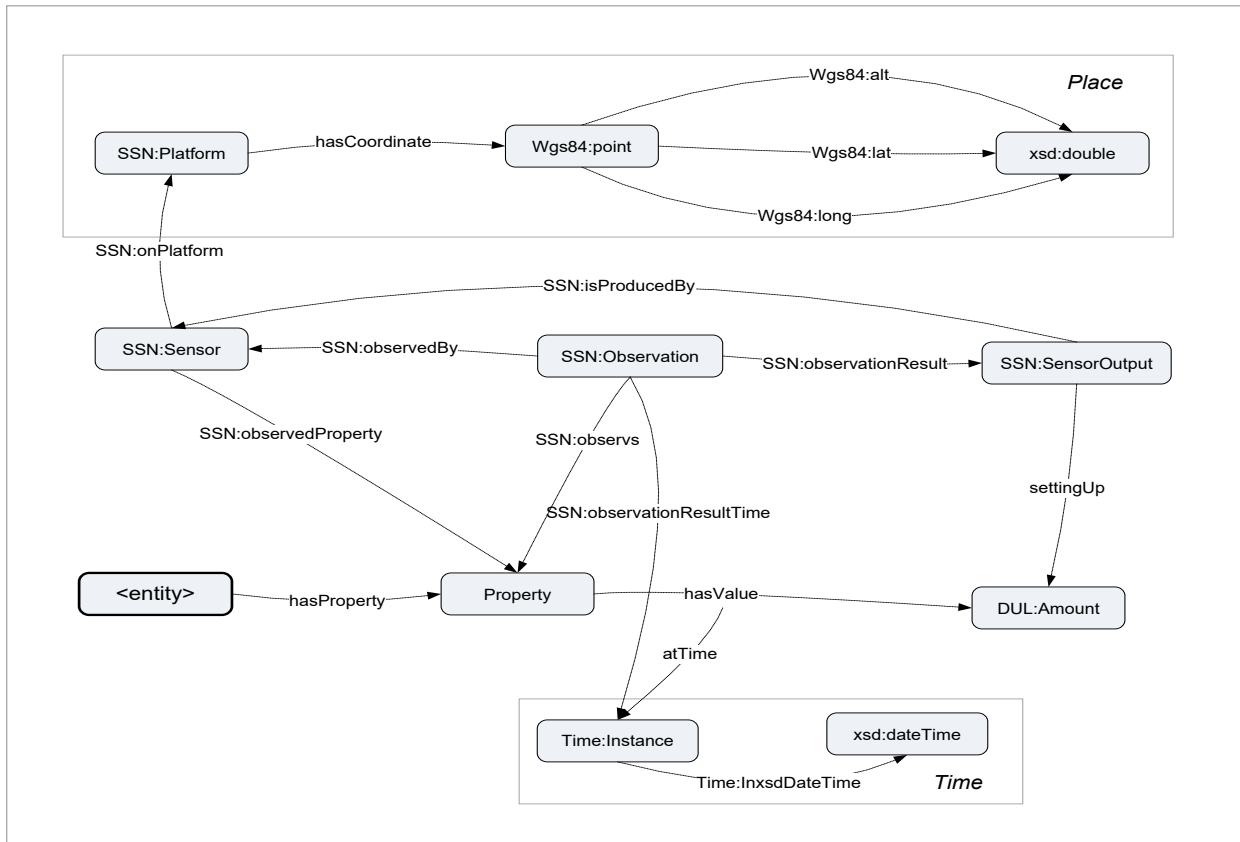 Wgs84:alt
Place
SSN:Platform
hasCoordinate
Wgs84:point
Wgs84:lat
xsd:double
Wgs84:long
SSN:onPlatform
SSN:isProducedBy
SSN:Sensor
SSN:observedBy
SSN:Observation
SSN:observationResult
SSN:SensorOutput
SSN:observedProperty
SSN:observs
settingUp
SSN:observationResultTime
<entity>
hasProperty
Property
hasValue
DUL:Amount
atTime
Time:Instance
xsd:dateTime
Time:InxsdDateTime
Time